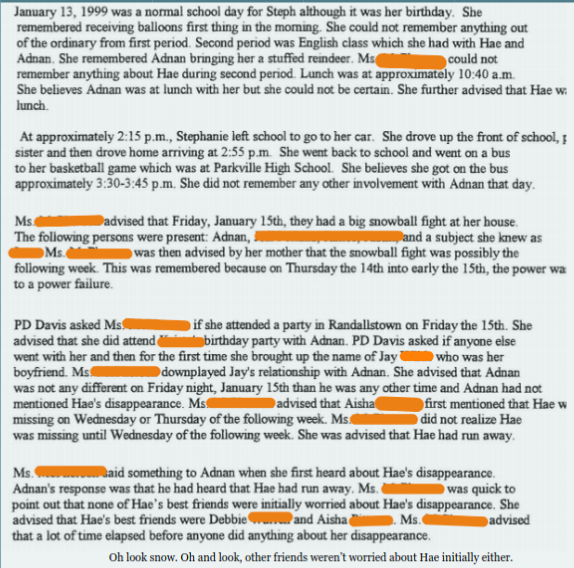 January 13, 1999 was a normal school day for Steph although it was her birthday. She
remembered receiving balloons first thing in the morning. She could not remember anything out
of the ordinary from first period. Second period was English class which she had with Hae and
Adnan. She remembered Adnan bringing her a stuffed reindeer. Ms. could not
remember anything about Hae during second period. Lunch was at approximately 10:40 a.m.
She believes Adnan was at lunch with her but she could not be certain. She further advised that Hae
lunch.
At approximately 2:15 p.m., Stephanie left school to go to her car. She drove up the front of school,
sister and then drove home arriving at 2:55 p.m. She went back to school and went on a bus
to her basketball game which was at Parkville High School. She believes she got on the bus
approximately 3:30-3:45 p.m. She did not remember any other involvement with Adnan that day.
Ms. advised that Friday, January 15th, they had a big snowball fight at her house.
The following persons were present: Adnan, and a subject she knew as
Ms. was then advised by her mother that the snowball fight was possibly the
following week. This was remembered because on Thursday the 14th into early the 15th, the power
to a power failure.
PD Davis asked Ms. if she attended a party in Randallstown on Friday the 15th. She
advised that she did attend birthday party with Adnan. PD Davis asked if anyone else
went with her and then for the first time she brought up the name of Jay who was her
boyfriend. Ms. downplayed Jay's relationship with Adnan. She advised that Adnan
was not any different on Friday night, January 15th than he was any other time and Adnan had not
mentioned Hae's disappearance. Ms. advised that Aisha first mentioned that Hae
missing on Wednesday or Thursday of the following week. Ms. did not realize Hae
was missing until Wednesday of the following week. She was advised that Hae had run away.
Ms. said something to Adnan when she first heard about Hae's disappearance.
Adnan's response was that he had heard that Hae had run away. Ms. was quick to
point out that none of Hae's best friends were initially worried about Hae's disappearance. She
advised that Hae's best friends were Debbie and Aisha . Ms. advised
that a lot of time elapsed before anyone did anything about her disappearance.
Oh look snow. Oh and look, other friends weren't worried about Hae initially either.